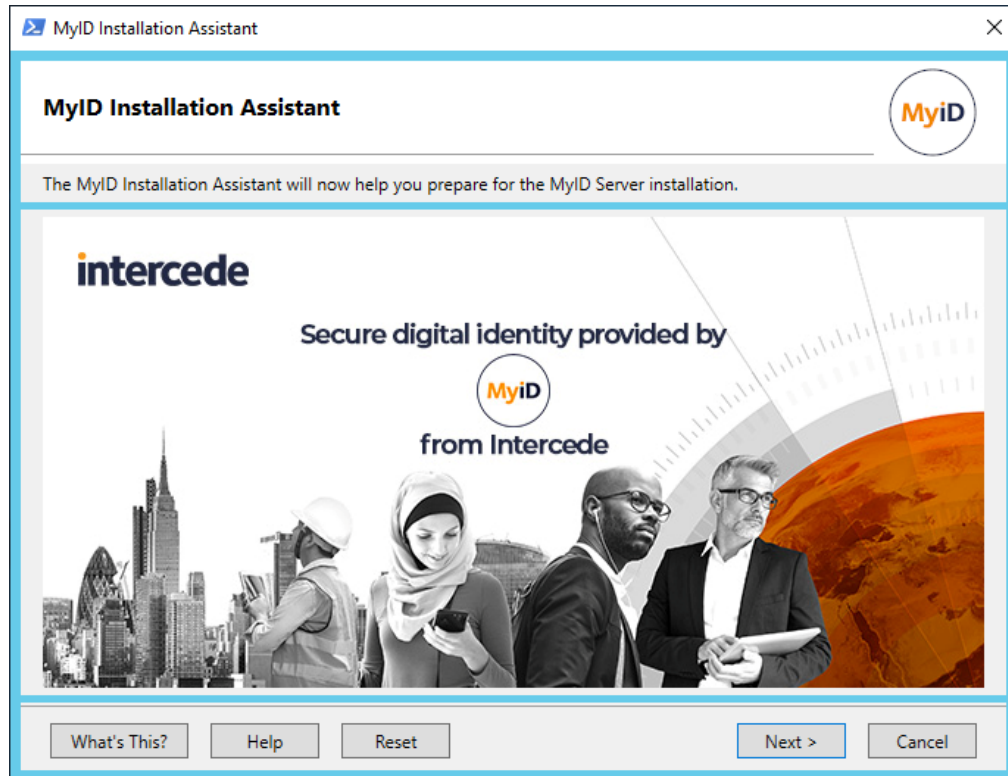 MyID Installation Assistant
MyID Installation Assistant
MyiD
The MyID Installation Assistant will now help you prepare for the MyID Server installation.
intercede
Secure digital identity provided by
MyiD
from Intercede
What's This?
Help
Reset
Next >
Cancel